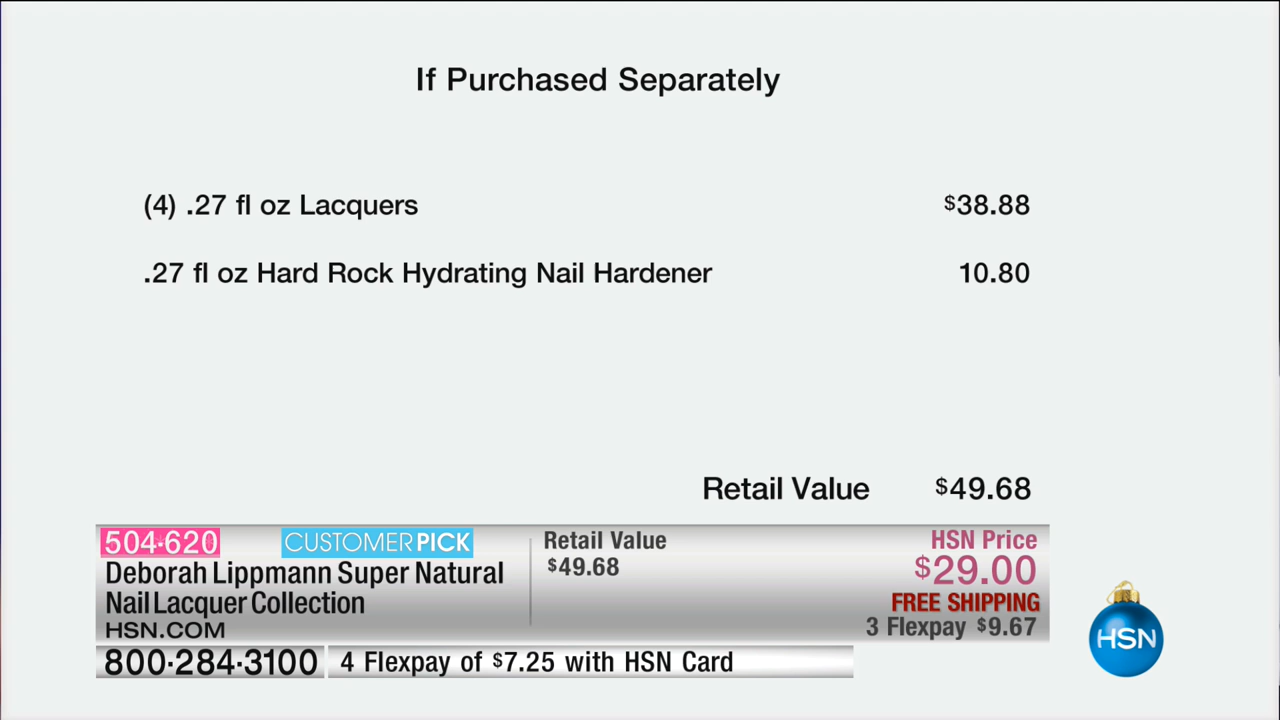 If Purchased Separately
(4) .27 fl oz Lacquers $38.88
.27 fl oz Hard Rock Hydrating Nail Hardener 10.80
Retail Value $49.68
504·620 CUSTOMER PICK
Deborah Lippmann Super Natural
Nail Lacquer Collection
HSN.COM
Retail Value
$49.68
HSN Price
$29.00
FREE SHIPPING
3 Flexpay $9.67
800·284·3100 4 Flexpay of $7.25 with HSN Card
HSN